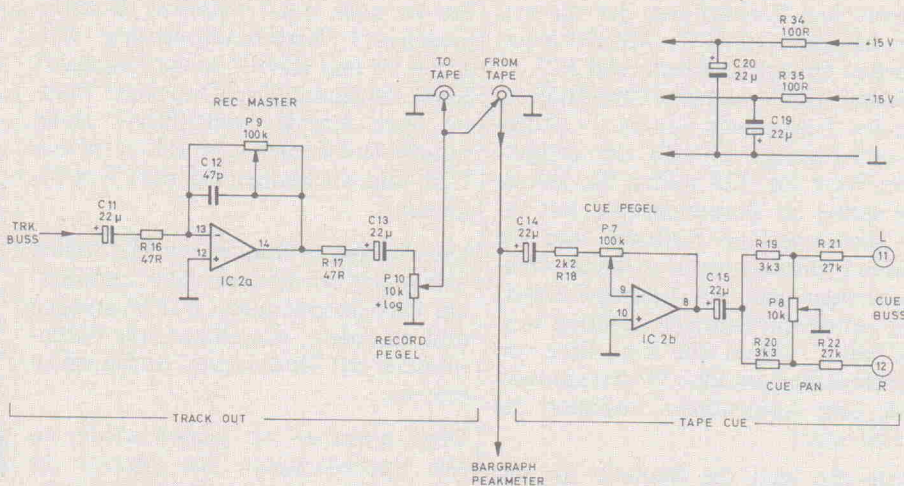 R 34
100R
+15 V
C 20
22µ
R 35
100R
-15 V
C 19
22µ
TO
TAPE
FROM
TAPE
REC MASTER
P 9
100k
C 12
47p
C 11
22µ
TRK.
BUSS
R 16
47R
13
12
14
IC 2a
R 17
47R
C 13
22µ
P 10
10k
+log
RECORD
PEGEL
C 14
22µ
CUE PEGEL
P 7
100k
2k2
R 18
9
10
8
IC 2b
C 15
22µ
R 19
3k3
R 21
27k
L
11
P 8
10k
CUE
BUSS
R 20
3k3
R 22
27k
12
R
CUE PAN
TRACK OUT
TAPE CUE
BARGRAPH
PEAKMETER